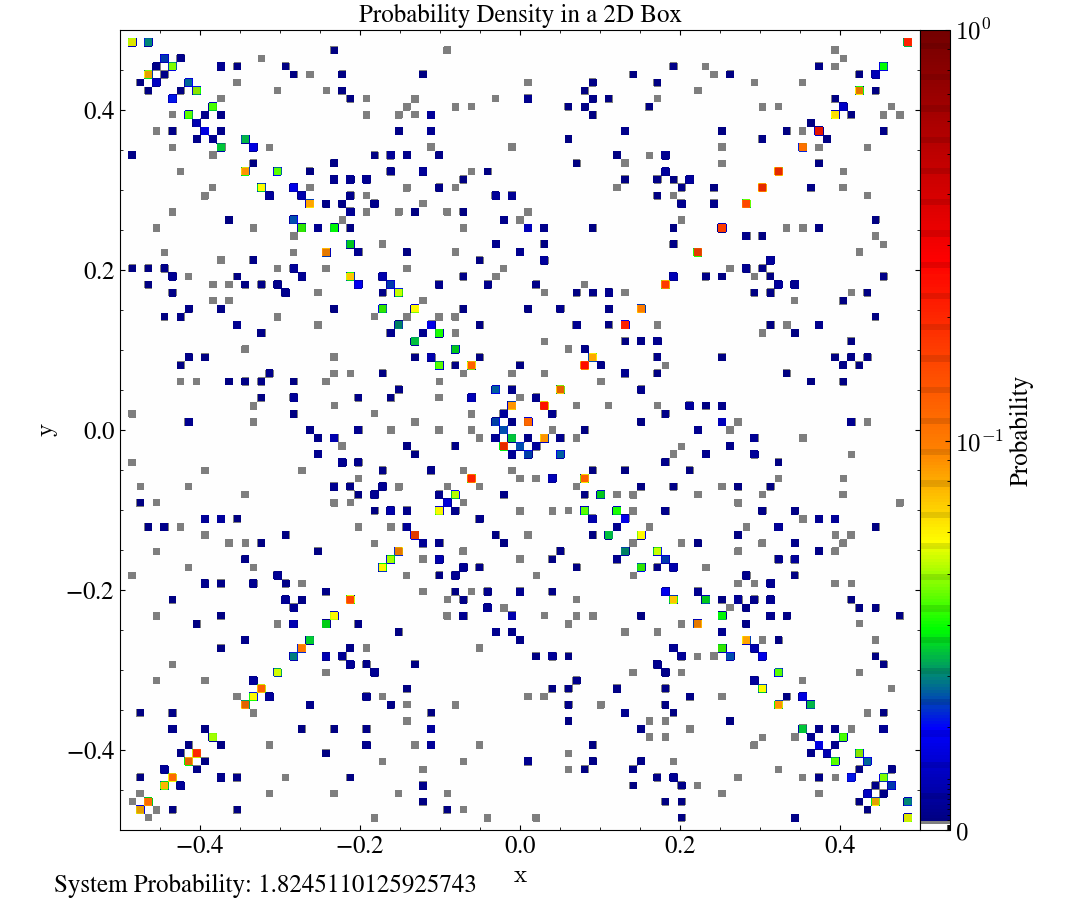 Probability Density in a 2D Box
10^0
0.4
0.2
0.0
−0.2
−0.4
y
10^−1
0
Probability
−0.4 −0.2 0.0 0.2 0.4
x
System Probability: 1.8245110125925743